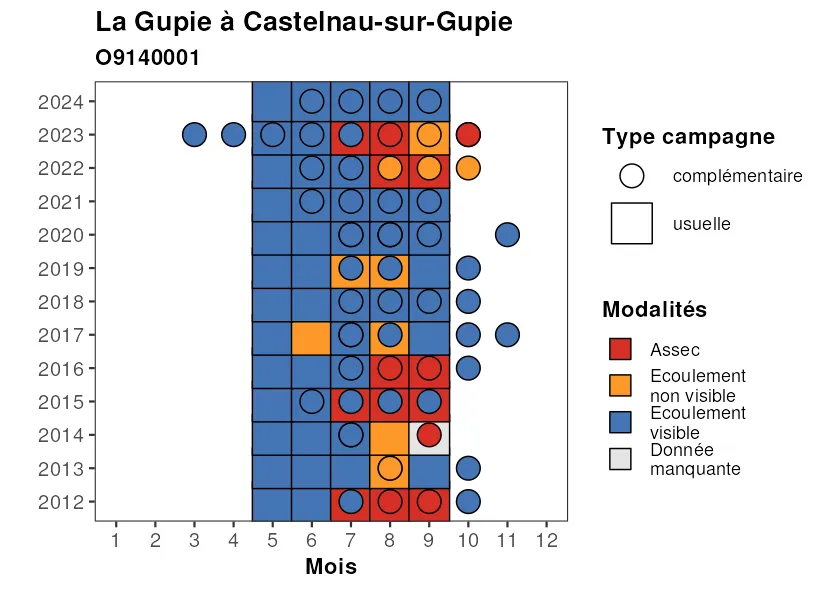 La Gupie à Castelnau-sur-Gupie
O9140001
2024
2023
2022
2021
2020
2019
2018
2017
2016
2015
2014
2013
2012
1 2 3 4 5 6 7 8 9 10 11 12
Mois
Type campagne
complémentaire
usuelle
Modalités
Assec
Ecoulement
non visible
Ecoulement
visible
Donnée
manquante